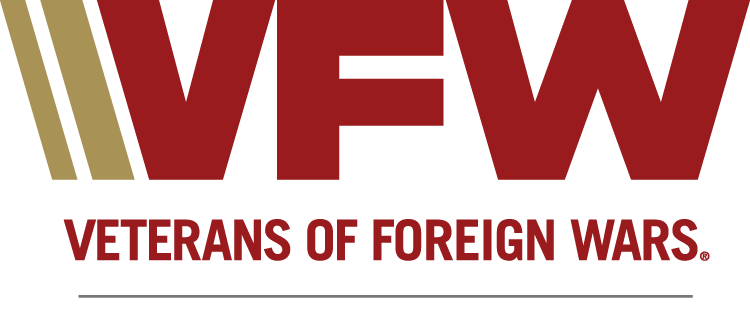 VFW
VETERANS OF FOREIGN WARS.®